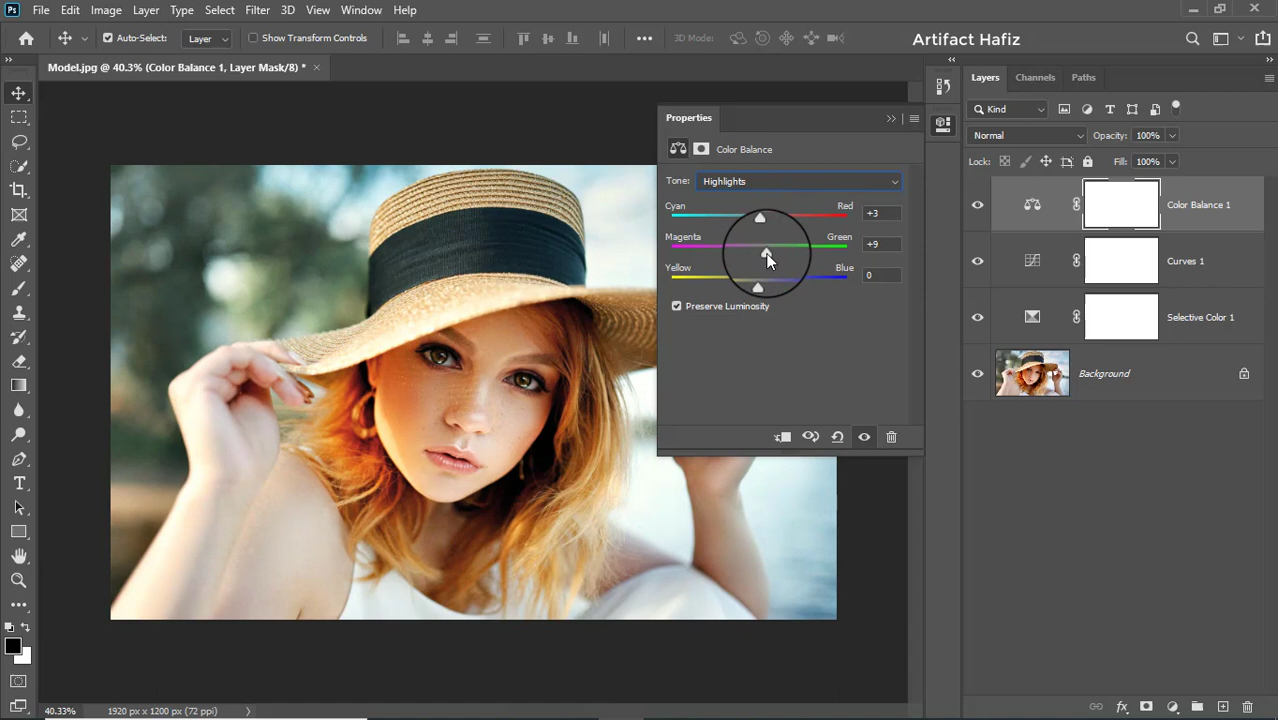 Ps File Edit Image Layer Type Select Filter 3D View Window Help
Auto-Select: Layer Show Transform Controls 3D Mode: Artifact Hafiz
Model.jpg @ 40.3% (Color Balance 1, Layer Mask/8) *
Properties
Color Balance
Tone: Highlights
Cyan Red +3
Magenta Green +9
Yellow Blue 0
Preserve Luminosity
Layers Channels Paths
Kind
Normal Opacity: 100%
Lock: Fill: 100%
Color Balance 1
Curves 1
Selective Color 1
Background
fx
40.33% 1920 px x 1200 px (72 ppi)